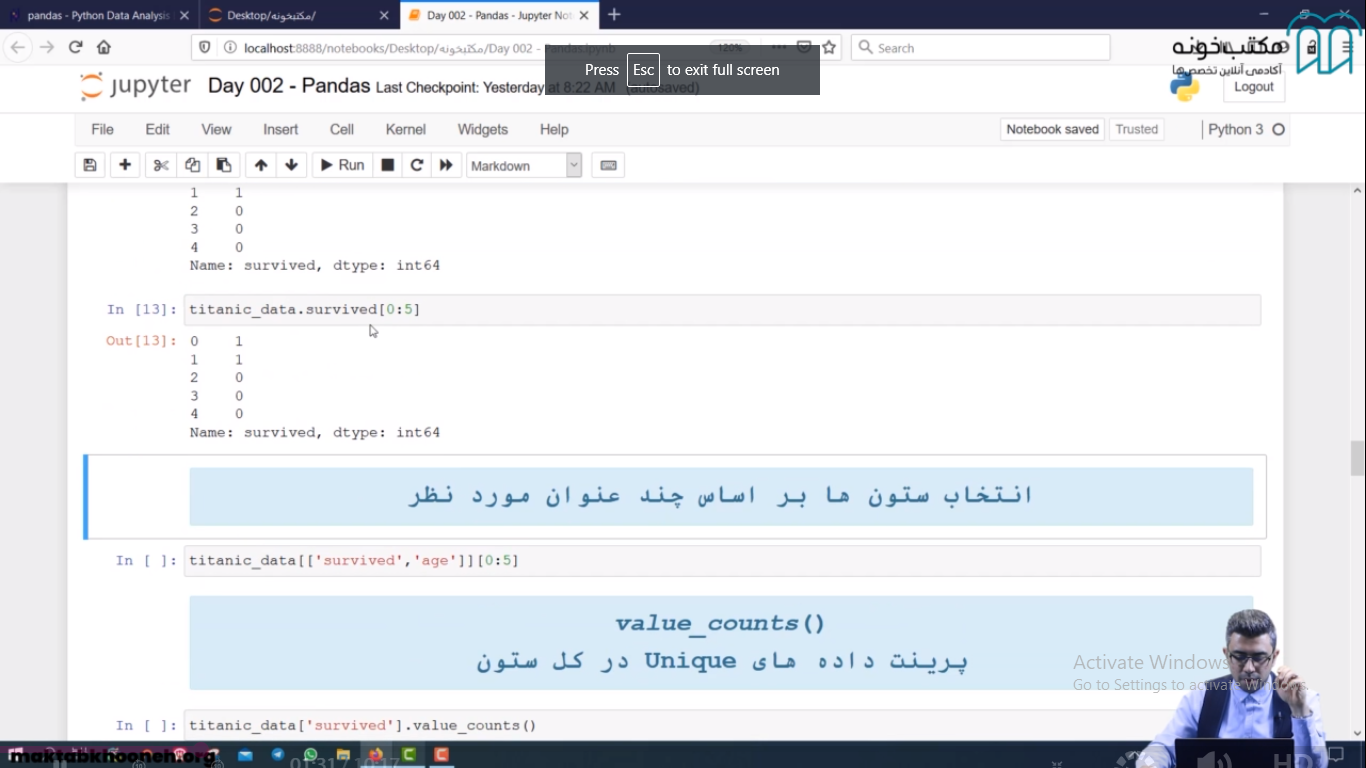 pandas - Python Data Analysis
Desktop/مکتبخونه/
Day 002 - Pandas - Jupyter Not
localhost:8888/notebooks/Desktop/مکتبخونه/Day 002 - Pandas.ipynb
120%
Search
مکتب‌خونه
آکادمی آنلاین تخصص‌ها
Press Esc to exit full screen
jupyter
Day 002 - Pandas Last Checkpoint: Yesterday at 8:22 AM (autosaved)
Logout
File Edit View Insert Cell Kernel Widgets Help
Notebook saved Trusted Python 3
Run Markdown
1 1
2 0
3 0
4 0
Name: survived, dtype: int64
In [13]: titanic_data.survived[0:5]
Out[13]: 0 1
1 1
2 0
3 0
4 0
Name: survived, dtype: int64
انتخاب ستون ها بر اساس چند عنوان مورد نظر
In [ ]: titanic_data[['survived','age']][0:5]
value_counts()
پرینت داده های Unique در کل ستون
Activate Windows
Go to Settings to activate Windows.
In [ ]: titanic_data['survived'].value_counts()
maktabkhooneh.org
HD